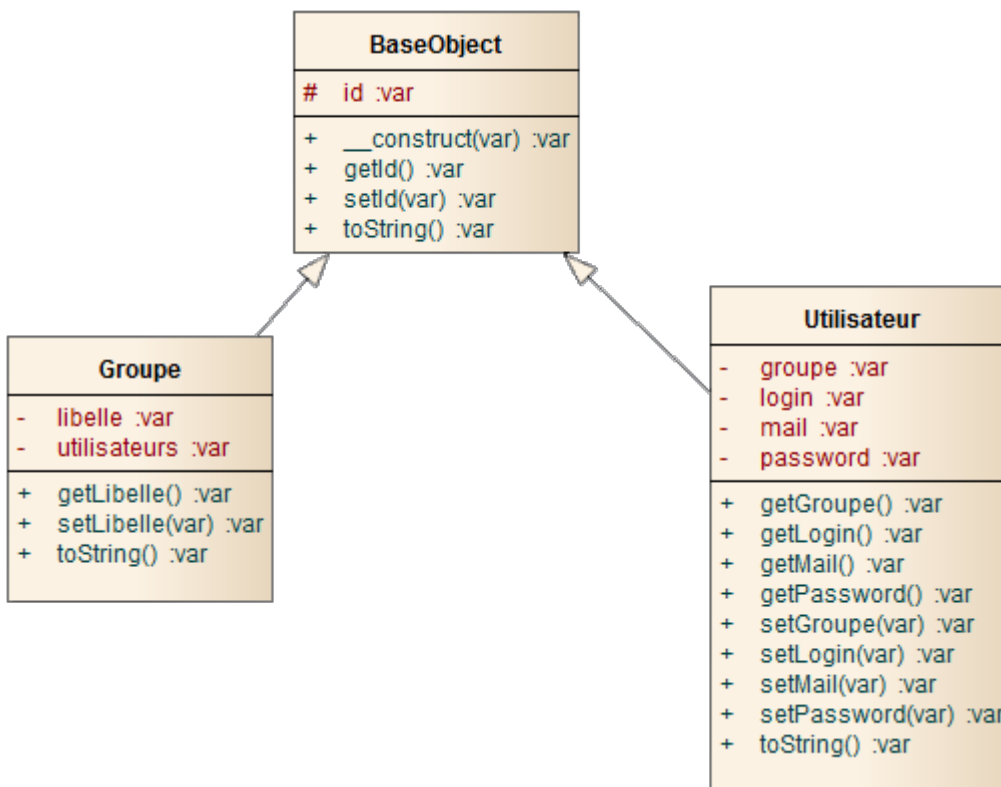 BaseObject
# id :var
+ __construct(var) :var
+ getId() :var
+ setId(var) :var
+ toString() :var
Groupe
- libelle :var
- utilisateurs :var
+ getLibelle() :var
+ setLibelle(var) :var
+ toString() :var
Utilisateur
- groupe :var
- login :var
- mail :var
- password :var
+ getGroupe() :var
+ getLogin() :var
+ getMail() :var
+ getPassword() :var
+ setGroupe(var) :var
+ setLogin(var) :var
+ setMail(var) :var
+ setPassword(var) :var
+ toString() :var